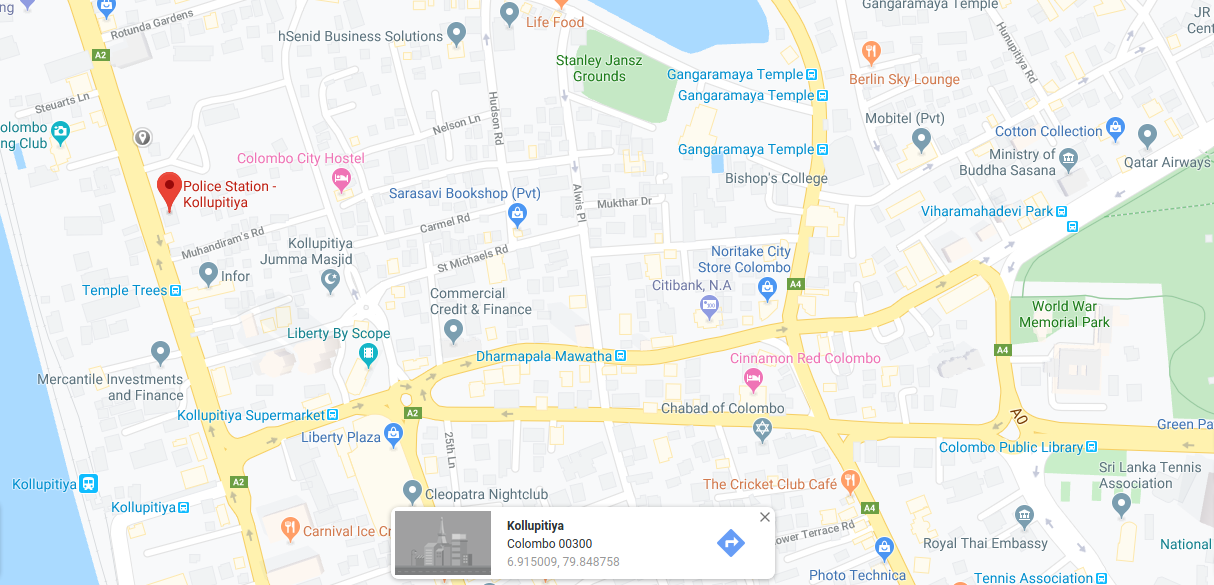 ng
Rotunda Gardens
A2
hSenid Business Solutions
Life Food
Gangaramaya Temple
JR
Cent
Stanley Jansz
Grounds
Gangaramaya Temple
Gangaramaya Temple
Gangaramaya Temple
Berlin Sky Lounge
Hunupitiya Rd
Steuarts Ln
olombo
ng Club
Hudson Rd
Nelson Ln
Mobitel (Pvt)
Cotton Collection
Ministry of
Buddha Sasana
Qatar Airways
Colombo City Hostel
Bishop's College
Police Station -
Kollupitiya
Sarasavi Bookshop (Pvt)
Alwis Pl
Mukthar Dr
Viharamahadevi Park
Carmel Rd
Muhandiram's Rd
Kollupitiya
Jumma Masjid
St Michaels Rd
Noritake City
Store Colombo
Infor
Temple Trees
Commercial
Credit & Finance
Citibank, N.A
A4
World War
Memorial Park
Liberty By Scope
Dharmapala Mawatha
A4
Cinnamon Red Colombo
Mercantile Investments
and Finance
Kollupitiya Supermarket
A2
Chabad of Colombo
A0
Green Pa
Liberty Plaza
25th Ln
Colombo Public Library
Kollupitiya
A2
Cleopatra Nightclub
The Cricket Club Café
Sri Lanka Tennis
Association
Kollupitiya
A4
Carnival Ice Cr
Kollupitiya
Colombo 00300
6.915009, 79.848758
ower Terrace Rd
Royal Thai Embassy
National
Photo Technica
Tennis Association